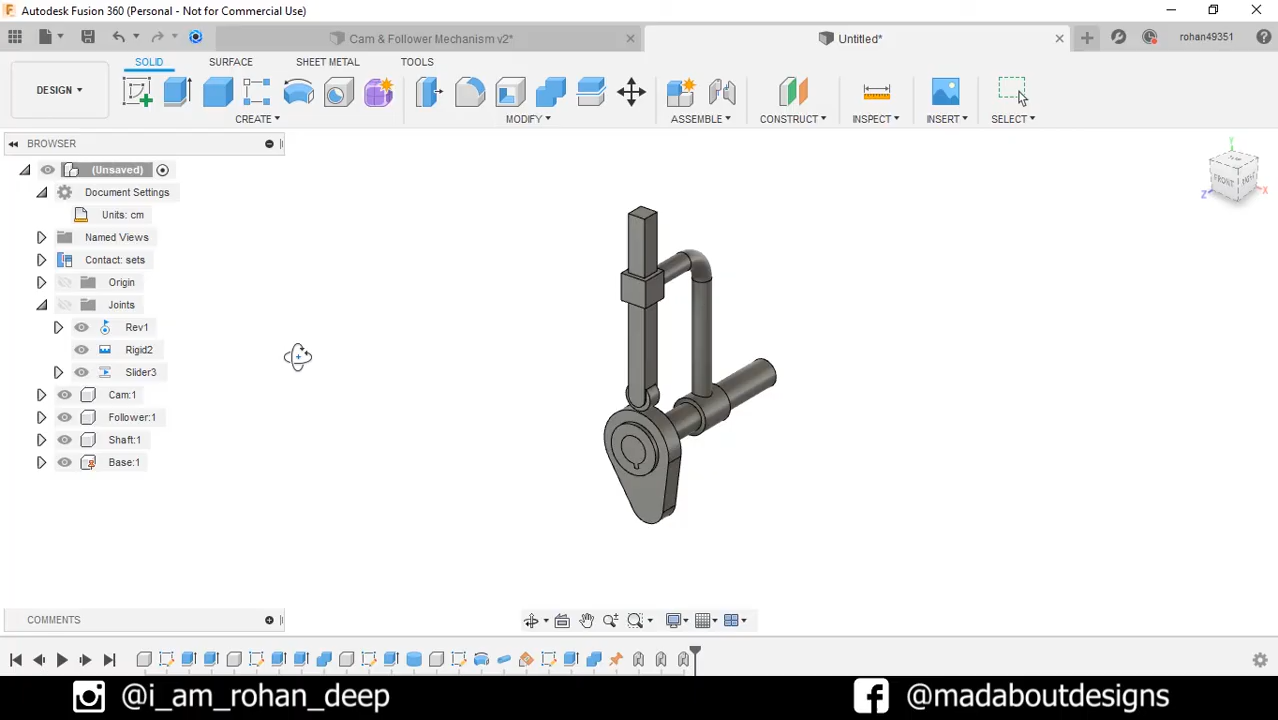 Autodesk Fusion 360 (Personal - Not for Commercial Use)
Cam & Follower Mechanism v2*
Untitled*
rohan49351
SOLID
SURFACE
SHEET METAL
TOOLS
DESIGN
CREATE
MODIFY
ASSEMBLE
CONSTRUCT
INSPECT
INSERT
SELECT
BROWSER
(Unsaved)
Document Settings
Units: cm
Named Views
Contact: sets
Origin
Joints
Rev1
Rigid2
Slider3
Cam:1
Follower:1
Shaft:1
Base:1
FRONT
Y
X
Z
COMMENTS
@i_am_rohan_deep
@madaboutdesigns